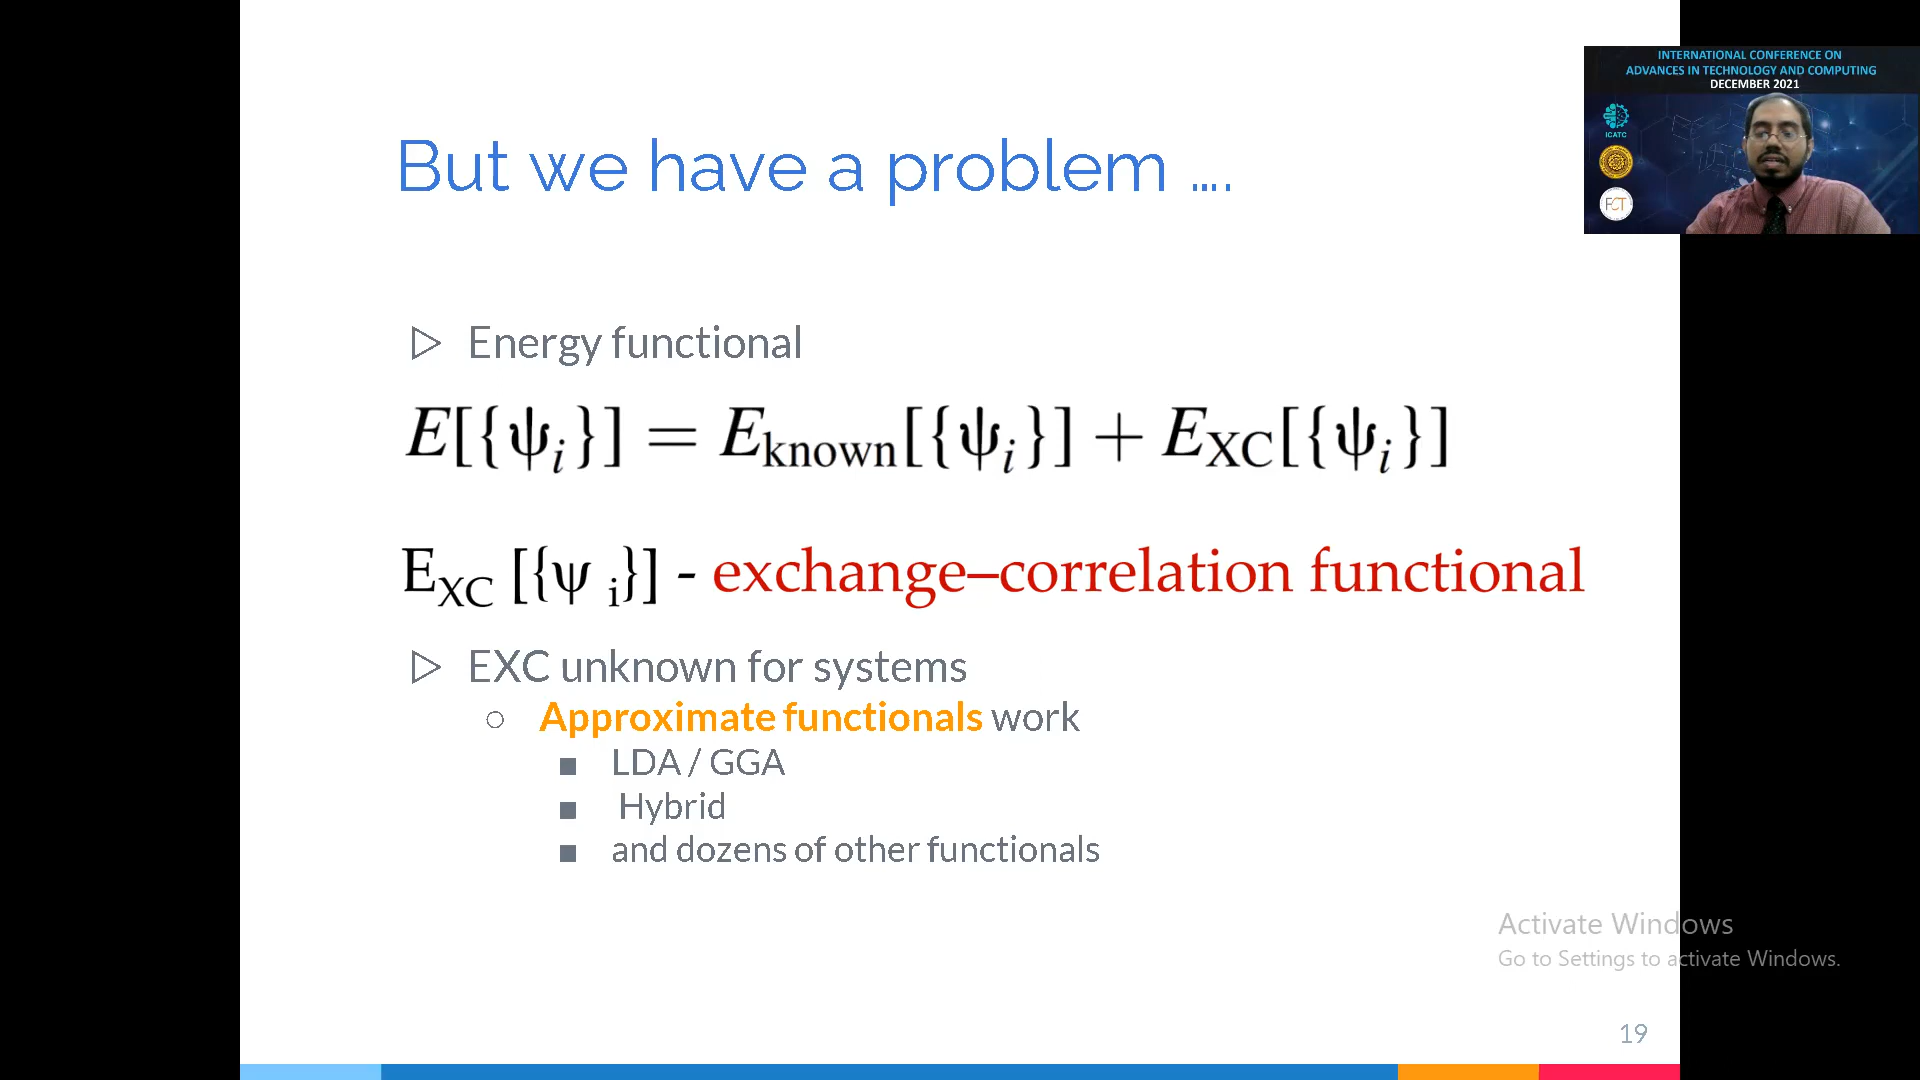 INTERNATIONAL CONFERENCE ON
ADVANCES IN TECHNOLOGY AND COMPUTING
DECEMBER 2021
ICATC
FCT
But we have a problem ....
▷ Energy functional
E[{ψi}] = Eknown[{ψi}] + EXC[{ψi}]
EXC [{ψ i}] - exchange–correlation functional
▷ EXC unknown for systems
○ Approximate functionals work
■ LDA / GGA
■ Hybrid
■ and dozens of other functionals
Activate Windows
Go to Settings to activate Windows.
19